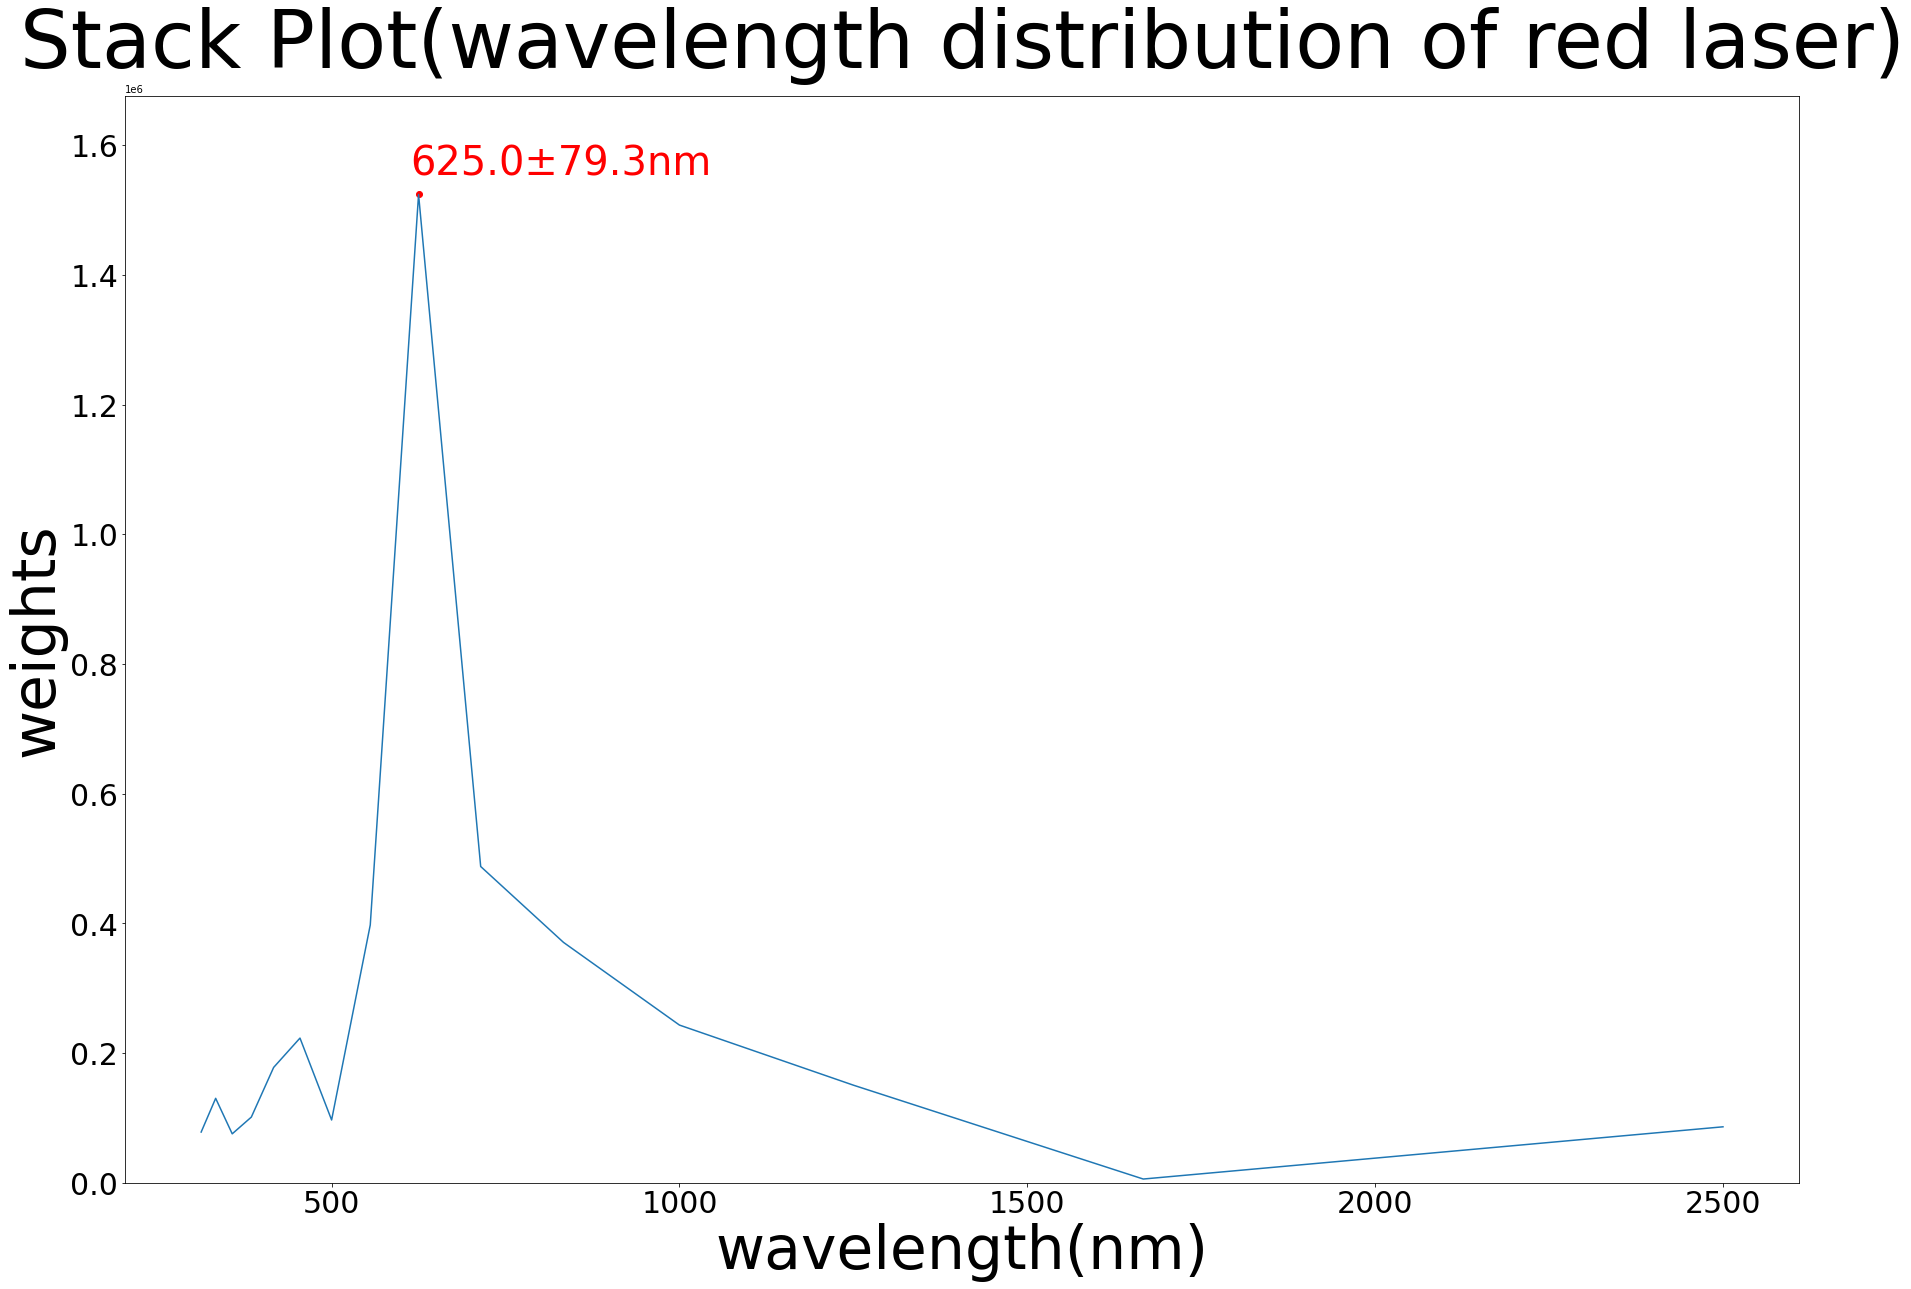 Stack Plot(wavelength distribution of red laser)
1e6
625.0±79.3nm
1.6
1.4
1.2
1.0
0.8
0.6
0.4
0.2
0.0
weights
500 1000 1500 2000 2500
wavelength(nm)